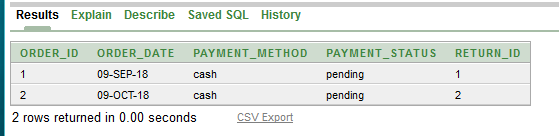 Results Explain Describe Saved SQL History
ORDER_ID ORDER_DATE PAYMENT_METHOD PAYMENT_STATUS RETURN_ID
1 09-SEP-18 cash pending 1
2 09-OCT-18 cash pending 2
2 rows returned in 0.00 seconds CSV Export